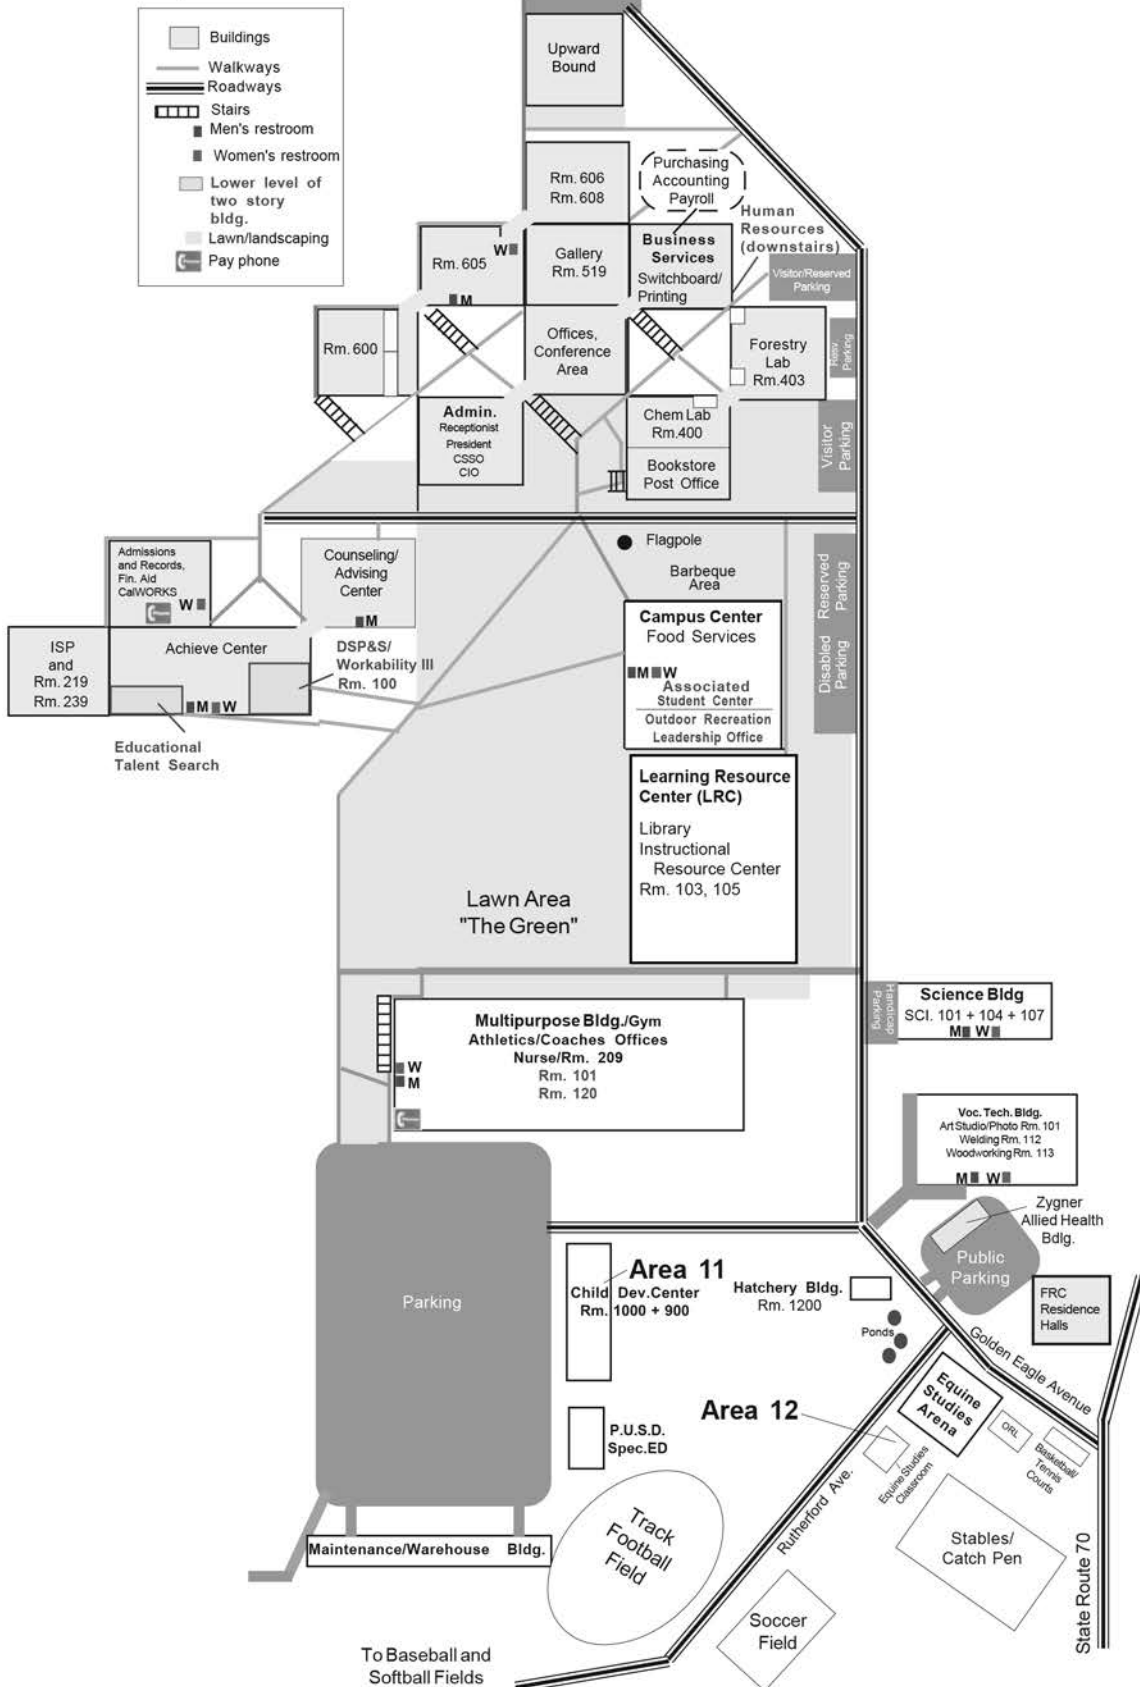 Buildings
Walkways
Roadways
Stairs
Men's restroom
Women's restroom
Lower level of
two story
bldg.
Lawn/landscaping
Pay phone
Upward
Bound
Rm. 606
Rm. 608
Purchasing
Accounting
Payroll
Human
Resources
(downstairs)
Rm. 605
W
M
Gallery
Rm. 519
Business
Services
Switchboard/
Printing
Visitor/Reserved
Parking
Rm. 600
Offices,
Conference
Area
Forestry
Lab
Rm.403
Resv.
Parking
Admin.
Receptionist
President
CSSO
CIO
Chem Lab
Rm.400
Bookstore
Post Office
Visitor
Parking
Admissions
and Records,
Fin. Aid
CalWORKS
W
Counseling/
Advising
Center
M
Flagpole
Barbeque
Area
Reserved
Parking
Disabled
Parking
ISP
and
Rm. 219
Rm. 239
Achieve Center
M W
DSP&S/
Workability III
Rm. 100
Educational
Talent Search
Campus Center
Food Services
M W
Associated
Student Center
Outdoor Recreation
Leadership Office
Learning Resource
Center (LRC)
Library
Instructional
Resource Center
Rm. 103, 105
Lawn Area
"The Green"
Multipurpose Bldg./Gym
Athletics/Coaches Offices
Nurse/Rm. 209
Rm. 101
Rm. 120
W
M
Handicap
Parking
Science Bldg
SCI. 101 + 104 + 107
M W
Voc. Tech. Bldg.
Art Studio/Photo Rm. 101
Welding Rm. 112
Woodworking Rm. 113
M W
Zygner
Allied Health
Bdlg.
Public
Parking
FRC
Residence
Halls
Parking
Area 11
Child Dev.Center
Rm. 1000 + 900
Hatchery Bldg.
Rm. 1200
Ponds
Golden Eagle Avenue
Equine
Studies
Arena
ORL
Basketball/
Tennis
Courts
Area 12
Equine Studies
Classroom
P.U.S.D.
Spec.ED
Rutherford Ave.
Stables/
Catch Pen
State Route 70
Track
Football
Field
Maintenance/Warehouse Bldg.
Soccer
Field
To Baseball and
Softball Fields